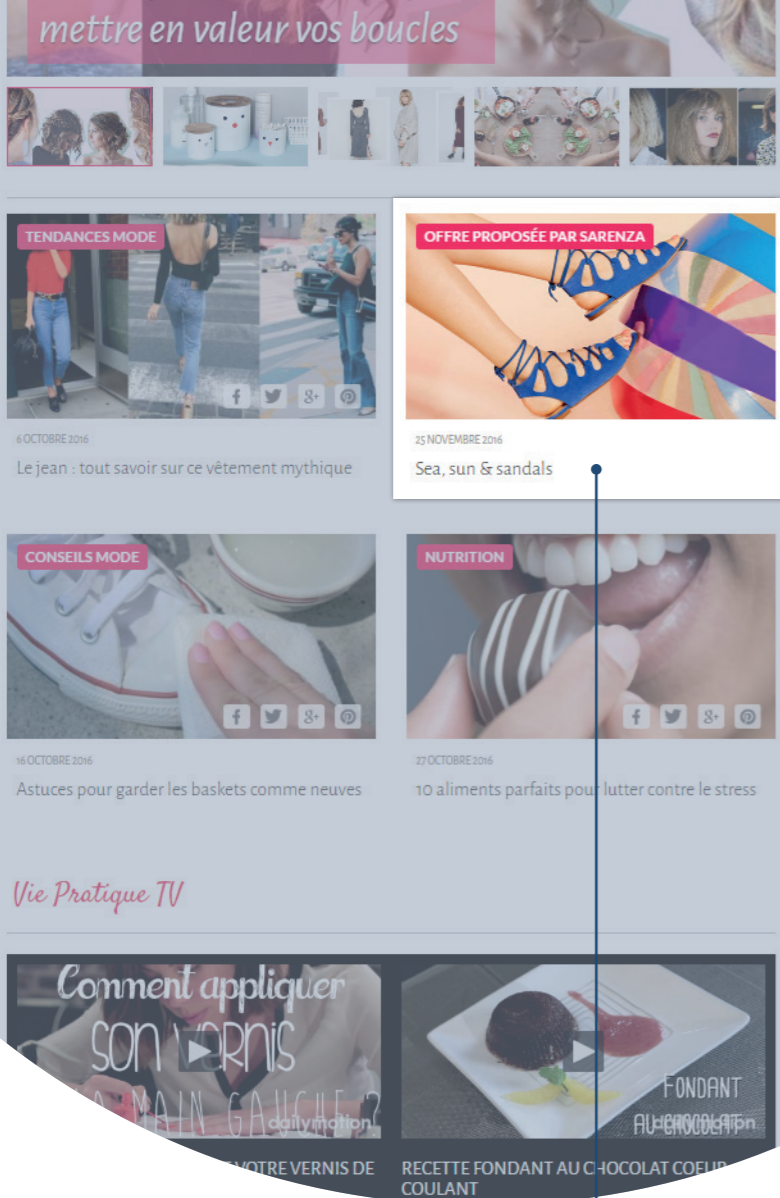 mettre en valeur vos boucles
TENDANCES MODE
OFFRE PROPOSÉE PAR SARENZA
6 OCTOBRE 2016
25 NOVEMBRE 2016
Le jean : tout savoir sur ce vêtement mythique
Sea, sun & sandals
CONSEILS MODE
NUTRITION
16 OCTOBRE 2016
27 OCTOBRE 2016
Astuces pour garder les baskets comme neuves
10 aliments parfaits pour lutter contre le stress
Vie Pratique TV
Comment appliquer
SON VERNIS
MAIN GAUCHE ?
dailymotion
FONDANT
AU CHOCOLAT
dailymotion
VOTRE VERNIS DE
RECETTE FONDANT AU CHOCOLAT COEUR
COULANT